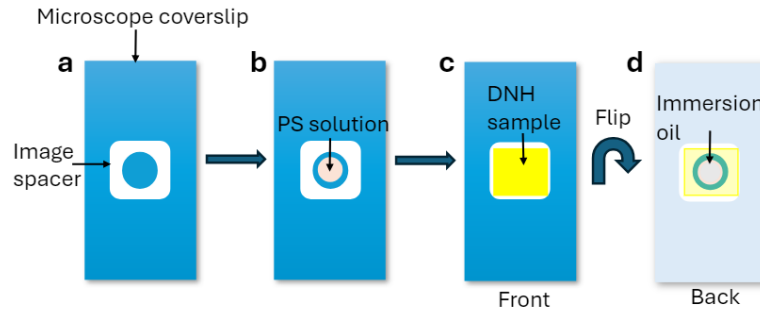 Microscope coverslip
a
b
c
d
Image
spacer
PS solution
DNH
sample
Flip
Immersion
oil
Front
Back